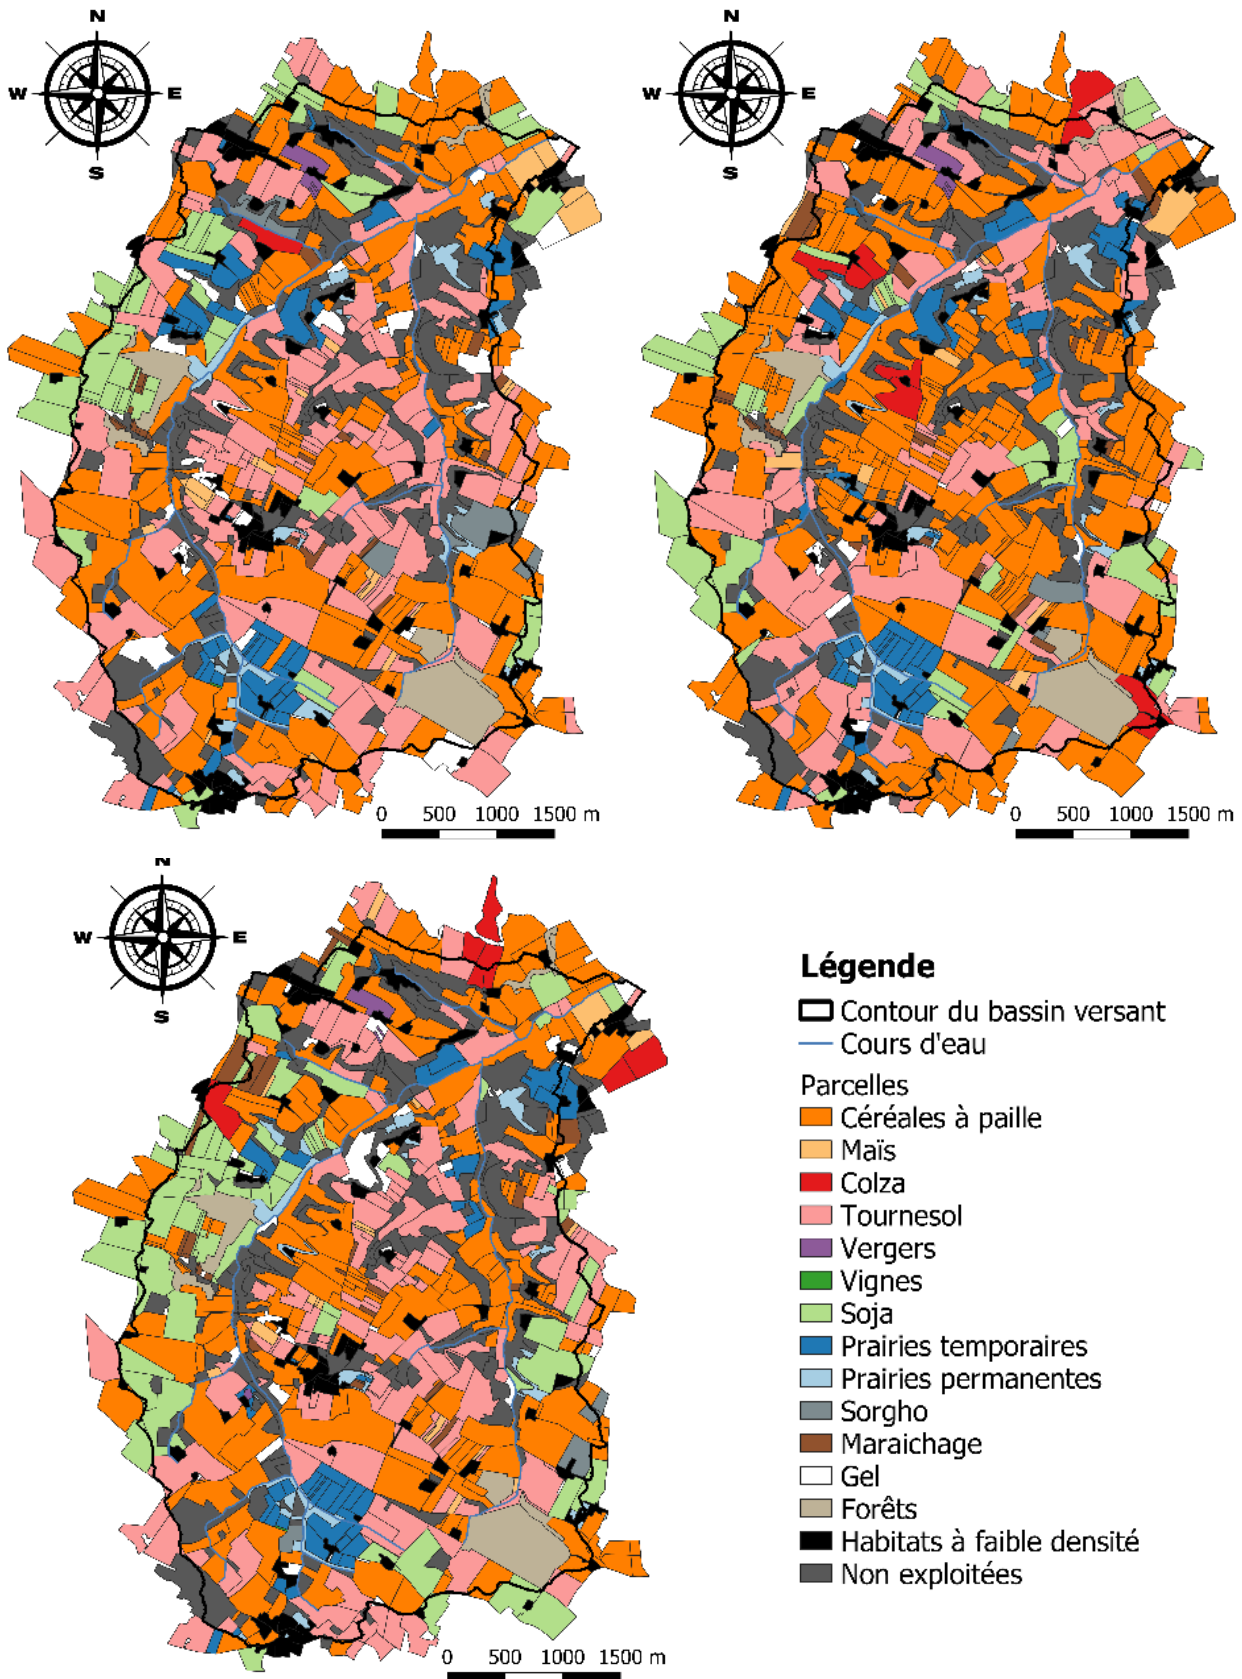 N
W E
S
0 500 1000 1500 m
N
W E
S
0 500 1000 1500 m
N
W E
S
0 500 1000 1500 m
Légende
Contour du bassin versant
Cours d'eau
Parcelles
Céréales à paille
Maïs
Colza
Tournesol
Vergers
Vignes
Soja
Prairies temporaires
Prairies permanentes
Sorgho
Maraichage
Gel
Forêts
Habitats à faible densité
Non exploitées